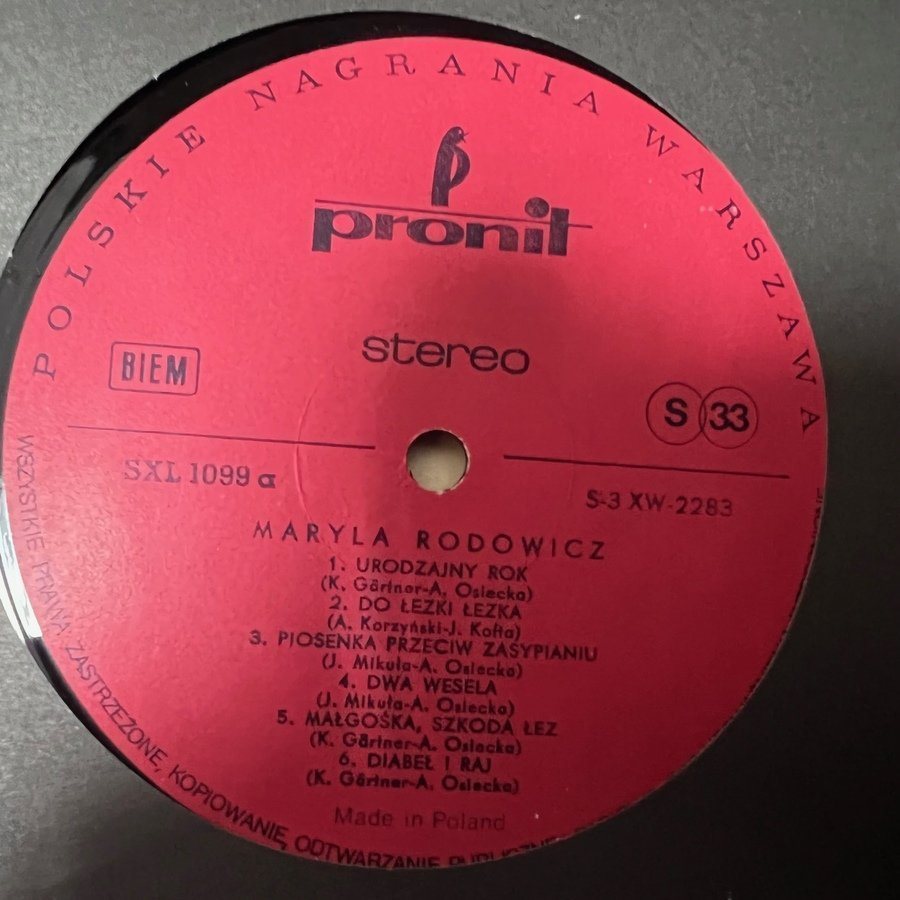 POLSKIE NAGRANIA WARSZAWA
pronit
stereo
BIEM
S 33
SXL 1099 a
S-3 XW-2283
MARYLA RODOWICZ
1. URODZAJNY ROK
(K. Gärtner-A. Osiecka)
2. DO ŁEZKI ŁEZKA
(A. Korzyński-J. Kofta)
3. PIOSENKA PRZECIW ZASYPIANIU
(J. Mikuła-A. Osiecka)
4. DWA WESELA
(J. Mikuła-A. Osiecka)
5. MAŁGOŚKA, SZKODA ŁEZ
(K. Gärtner-A. Osiecka)
6. DIABEŁ I RAJ
(K. Gärtner-A. Osiecka)
Made in Poland
WSZYSTKIE PRAWA ZASTRZEŻONE, KOPIOWANIE, ODTWARZANIE